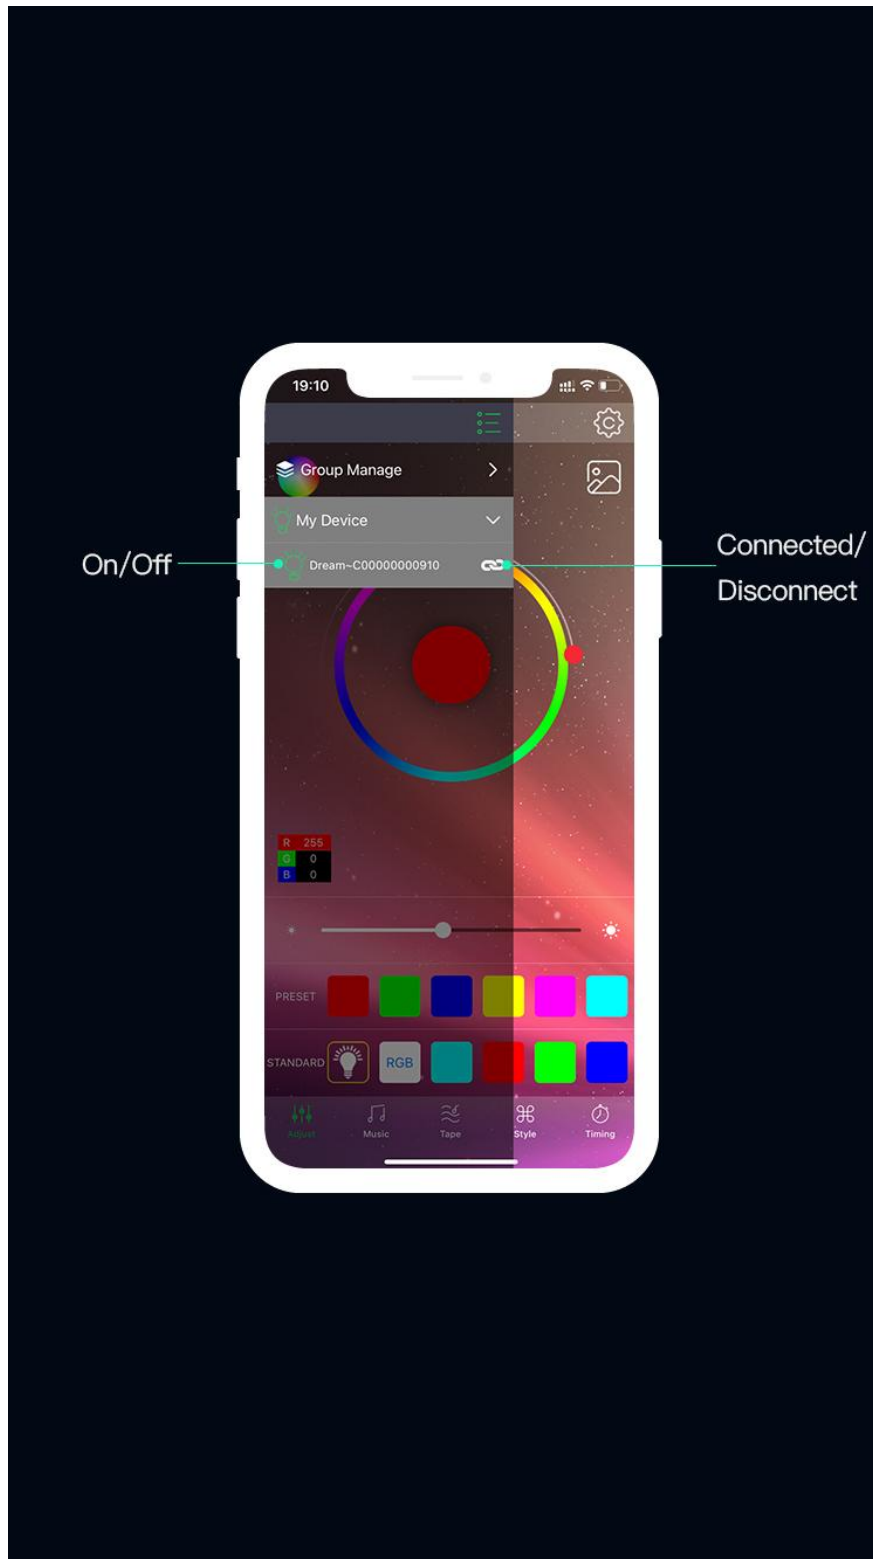 19:10
Group Manage
My Device
On/Off
Dream~C00000000910
Connected/
Disconnect
R 255
G 0
B 0
PRESET
STANDARD
RGB
Adjust
Music
Tape
Style
Timing